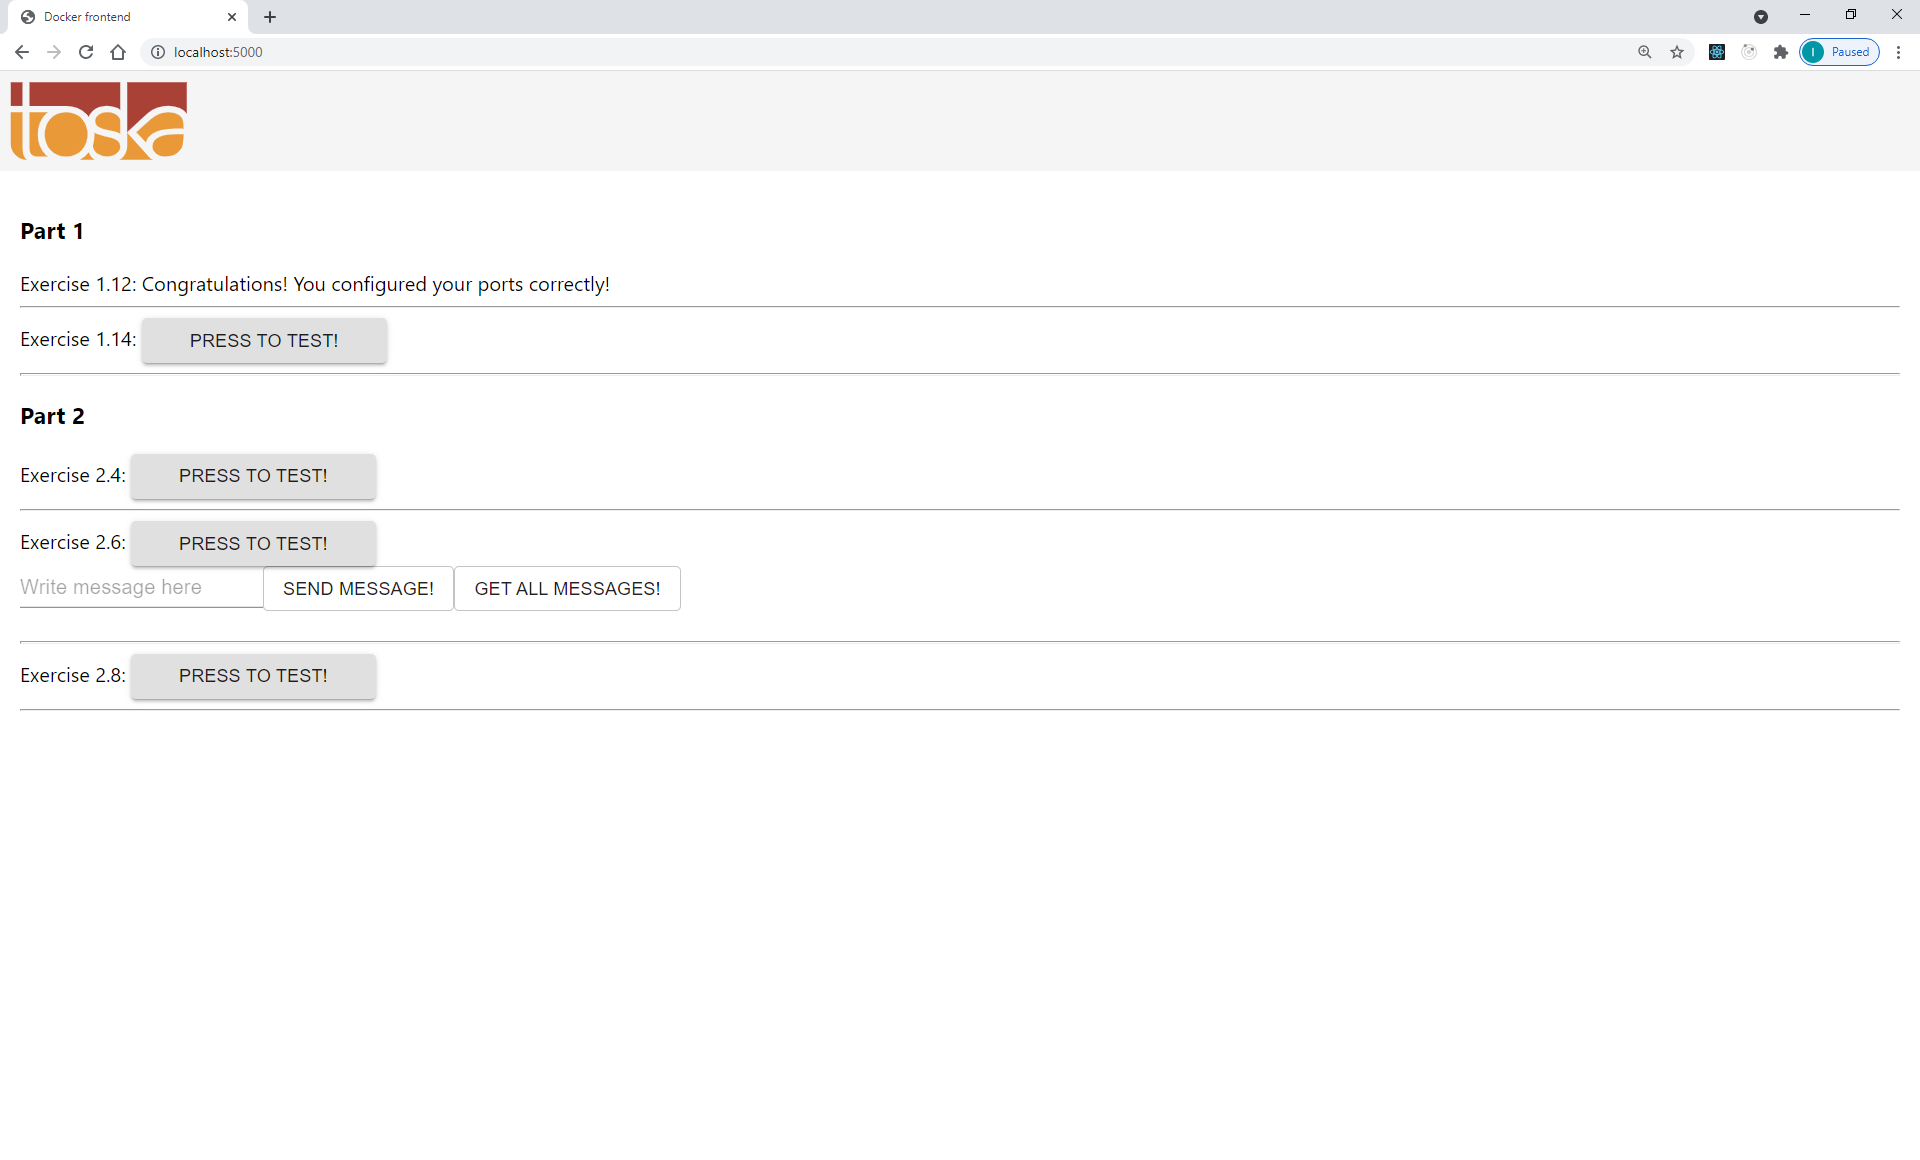 Docker frontend
localhost:5000
I Paused
toska
Part 1
Exercise 1.12: Congratulations! You configured your ports correctly!
Exercise 1.14: PRESS TO TEST!
Part 2
Exercise 2.4: PRESS TO TEST!
Exercise 2.6: PRESS TO TEST!
Write message here SEND MESSAGE! GET ALL MESSAGES!
Exercise 2.8: PRESS TO TEST!